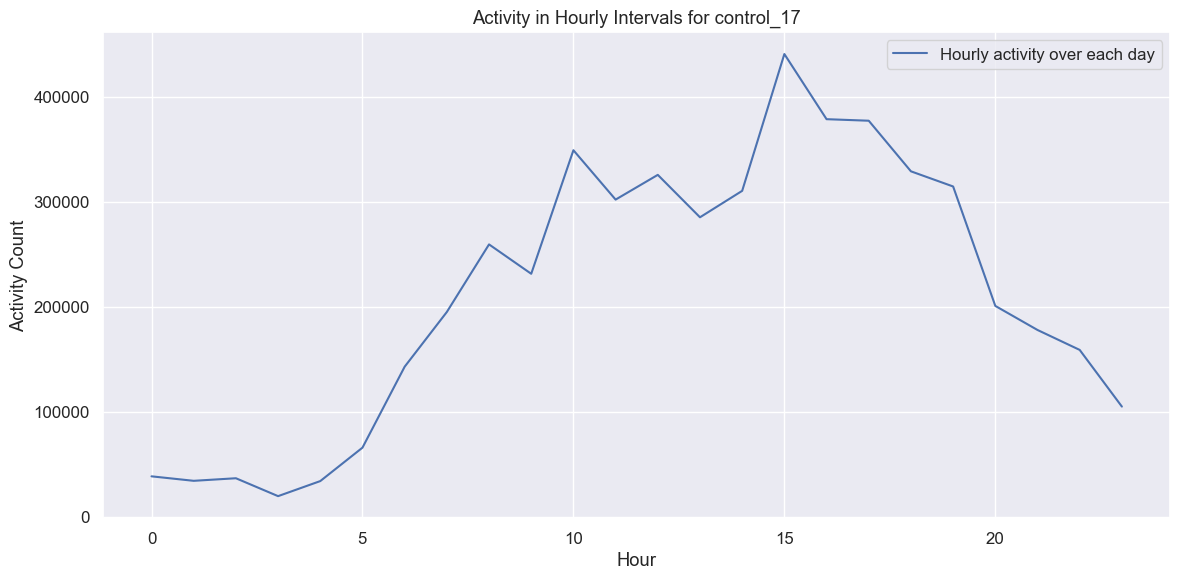 Activity in Hourly Intervals for control_17
Hourly activity over each day
Activity Count
400000
300000
200000
100000
0
0 5 10 15 20
Hour